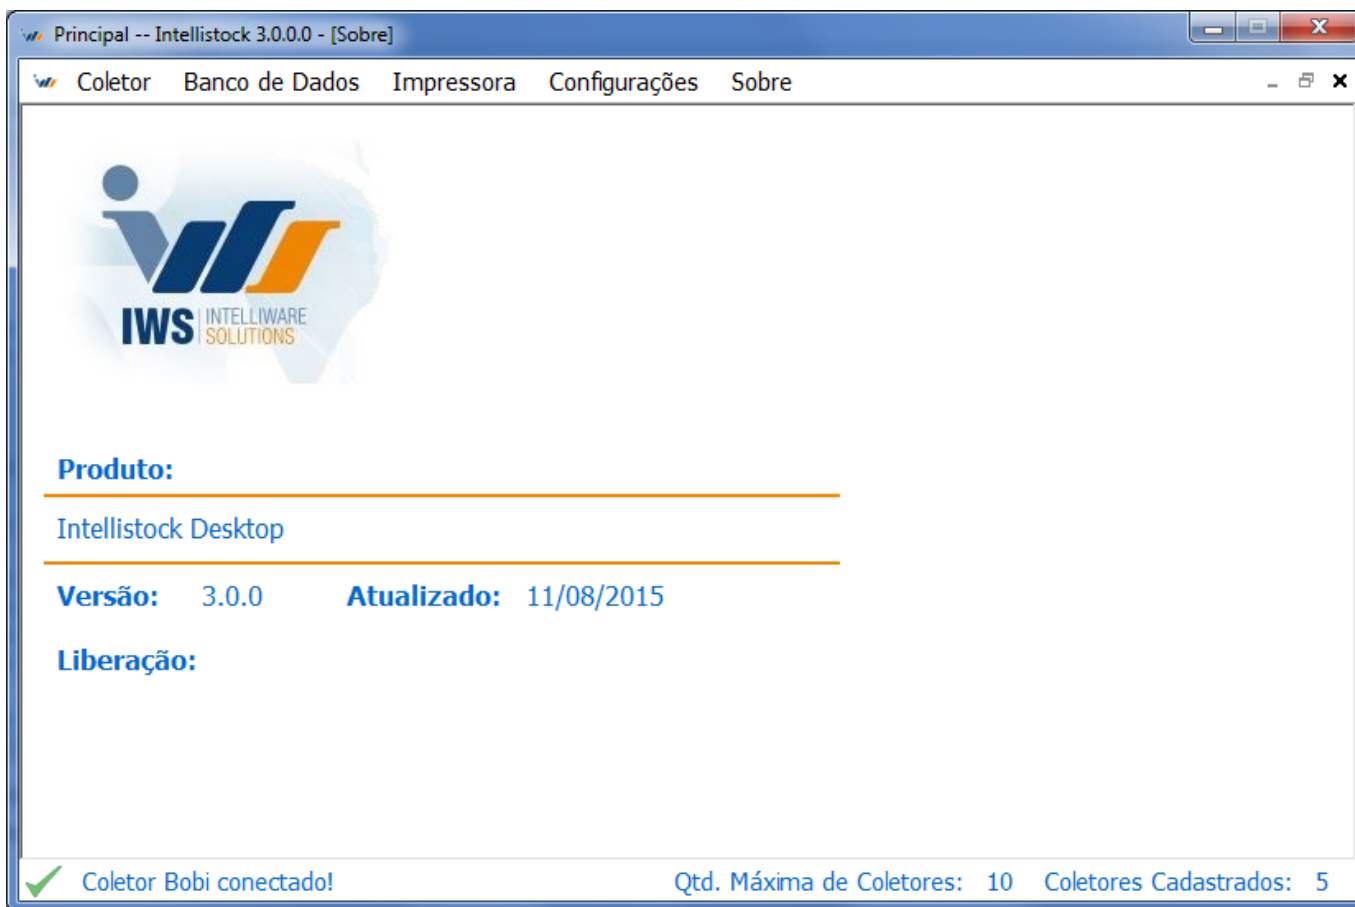 Principal -- Intellistock 3.0.0.0 - [Sobre]
Coletor Banco de Dados Impressora Configurações Sobre
IWS INTELLIWARE
SOLUTIONS
Produto:
Intellistock Desktop
Versão: 3.0.0 Atualizado: 11/08/2015
Liberação:
Coletor Bobi conectado! Qtd. Máxima de Coletores: 10 Coletores Cadastrados: 5